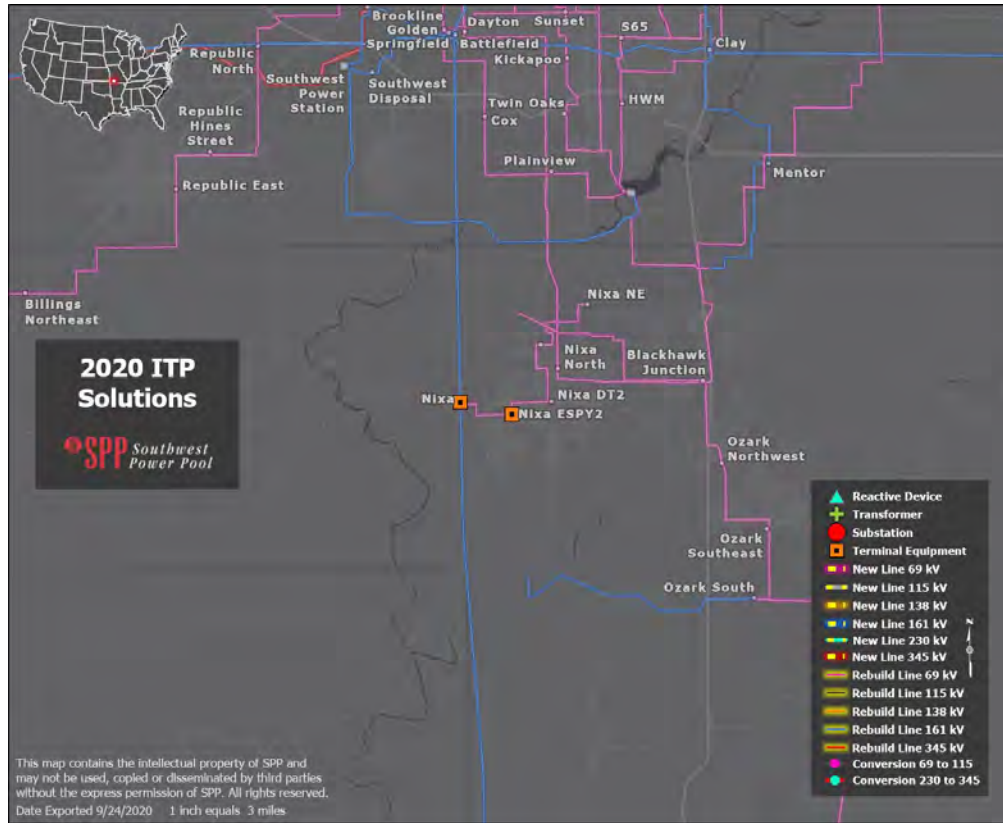 Brookline
Golden
Springfield
Dayton
Battlefield
Sunset
Kickapoo
S65
Clay
Republic
North
Southwest
Power
Station
Southwest
Disposal
Twin Oaks
Cox
HWM
Republic
Hines
Street
Plainview
Mentor
Republic East
Billings
Northeast
Nixa NE
Nixa
North
Blackhawk
Junction
Nixa
Nixa DT2
Nixa ESPY2
Ozark
Northwest
Ozark
Southeast
Ozark South
2020 ITP
Solutions
SPP Southwest
Power Pool
Reactive Device
Transformer
Substation
Terminal Equipment
New Line 69 kV
New Line 115 kV
New Line 138 kV
New Line 161 kV
New Line 230 kV
New Line 345 kV
Rebuild Line 69 kV
Rebuild Line 115 kV
Rebuild Line 138 kV
Rebuild Line 161 kV
Rebuild Line 345 kV
Conversion 69 to 115
Conversion 230 to 345
N
This map contains the intellectual property of SPP and
may not be used, copied or disseminated by third parties
without the express permission of SPP. All rights reserved.
Date Exported 9/24/2020 1 inch equals 3 miles